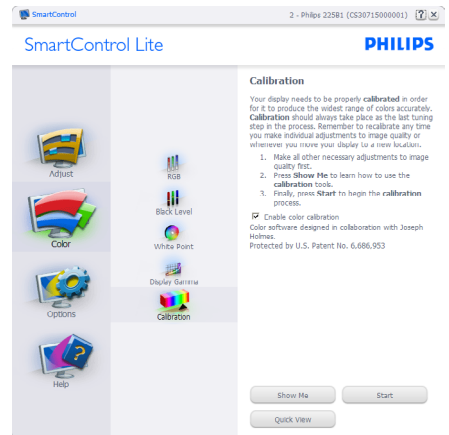 SmartControl
2 - Philips 225B1 (CS30715000001)
SmartControl Lite
PHILIPS
Adjust
Color
Options
Help
RGB
Black Level
White Point
Display Gamma
Calibration
Calibration
Your display needs to be properly calibrated in order
for it to produce the widest range of colors accurately.
Calibration should always take place as the last tuning
step in the process. Remember to recalibrate any time
you make individual adjustments to image quality or
whenever you move your display to a new location.
1. Make all other necessary adjustments to image
quality first.
2. Press Show Me to learn how to use the
calibration tools.
3. Finally, press Start to begin the calibration
process.
Enable color calibration
Color software designed in collaboration with Joseph
Holmes.
Protected by U.S. Patent No. 6,686,953
Show Me
Start
Quick View